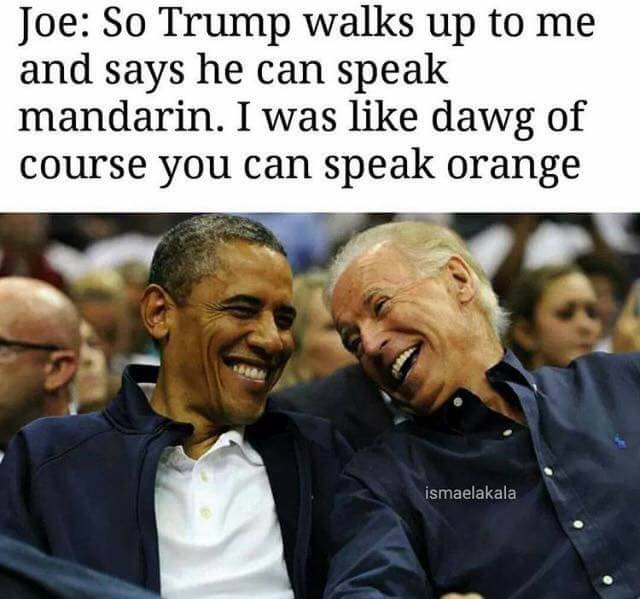 Joe: So Trump walks up to me
and says he can speak
mandarin. I was like dawg of
course you can speak orange
ismaelakala